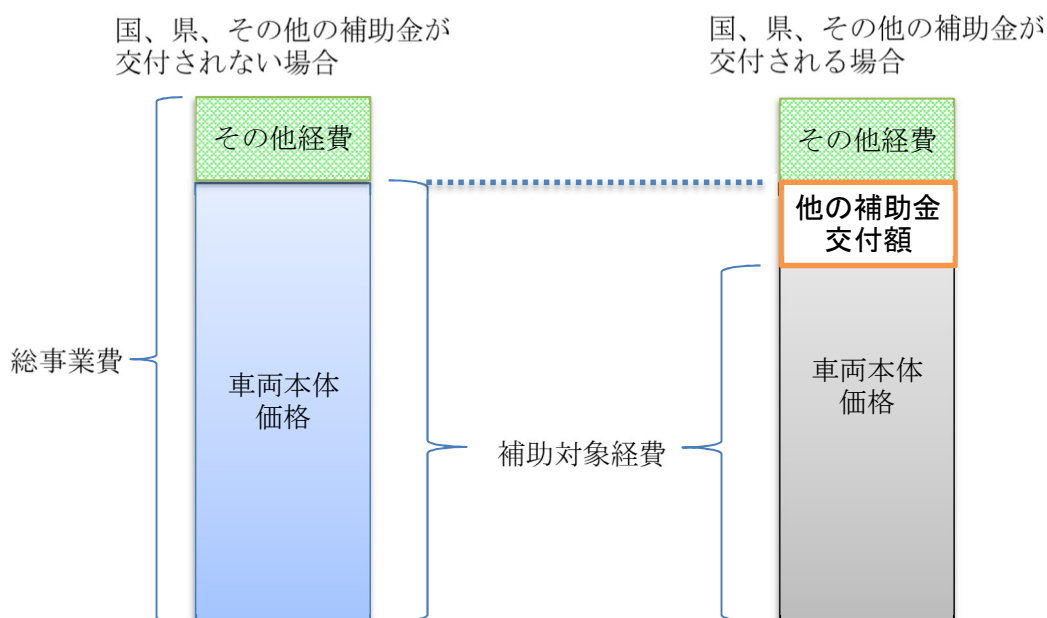 国、県、その他の補助金が
交付されない場合
国、県、その他の補助金が
交付される場合
その他経費
その他経費
他の補助金
交付額
総事業費
車両本体
価格
車両本体
価格
補助対象経費